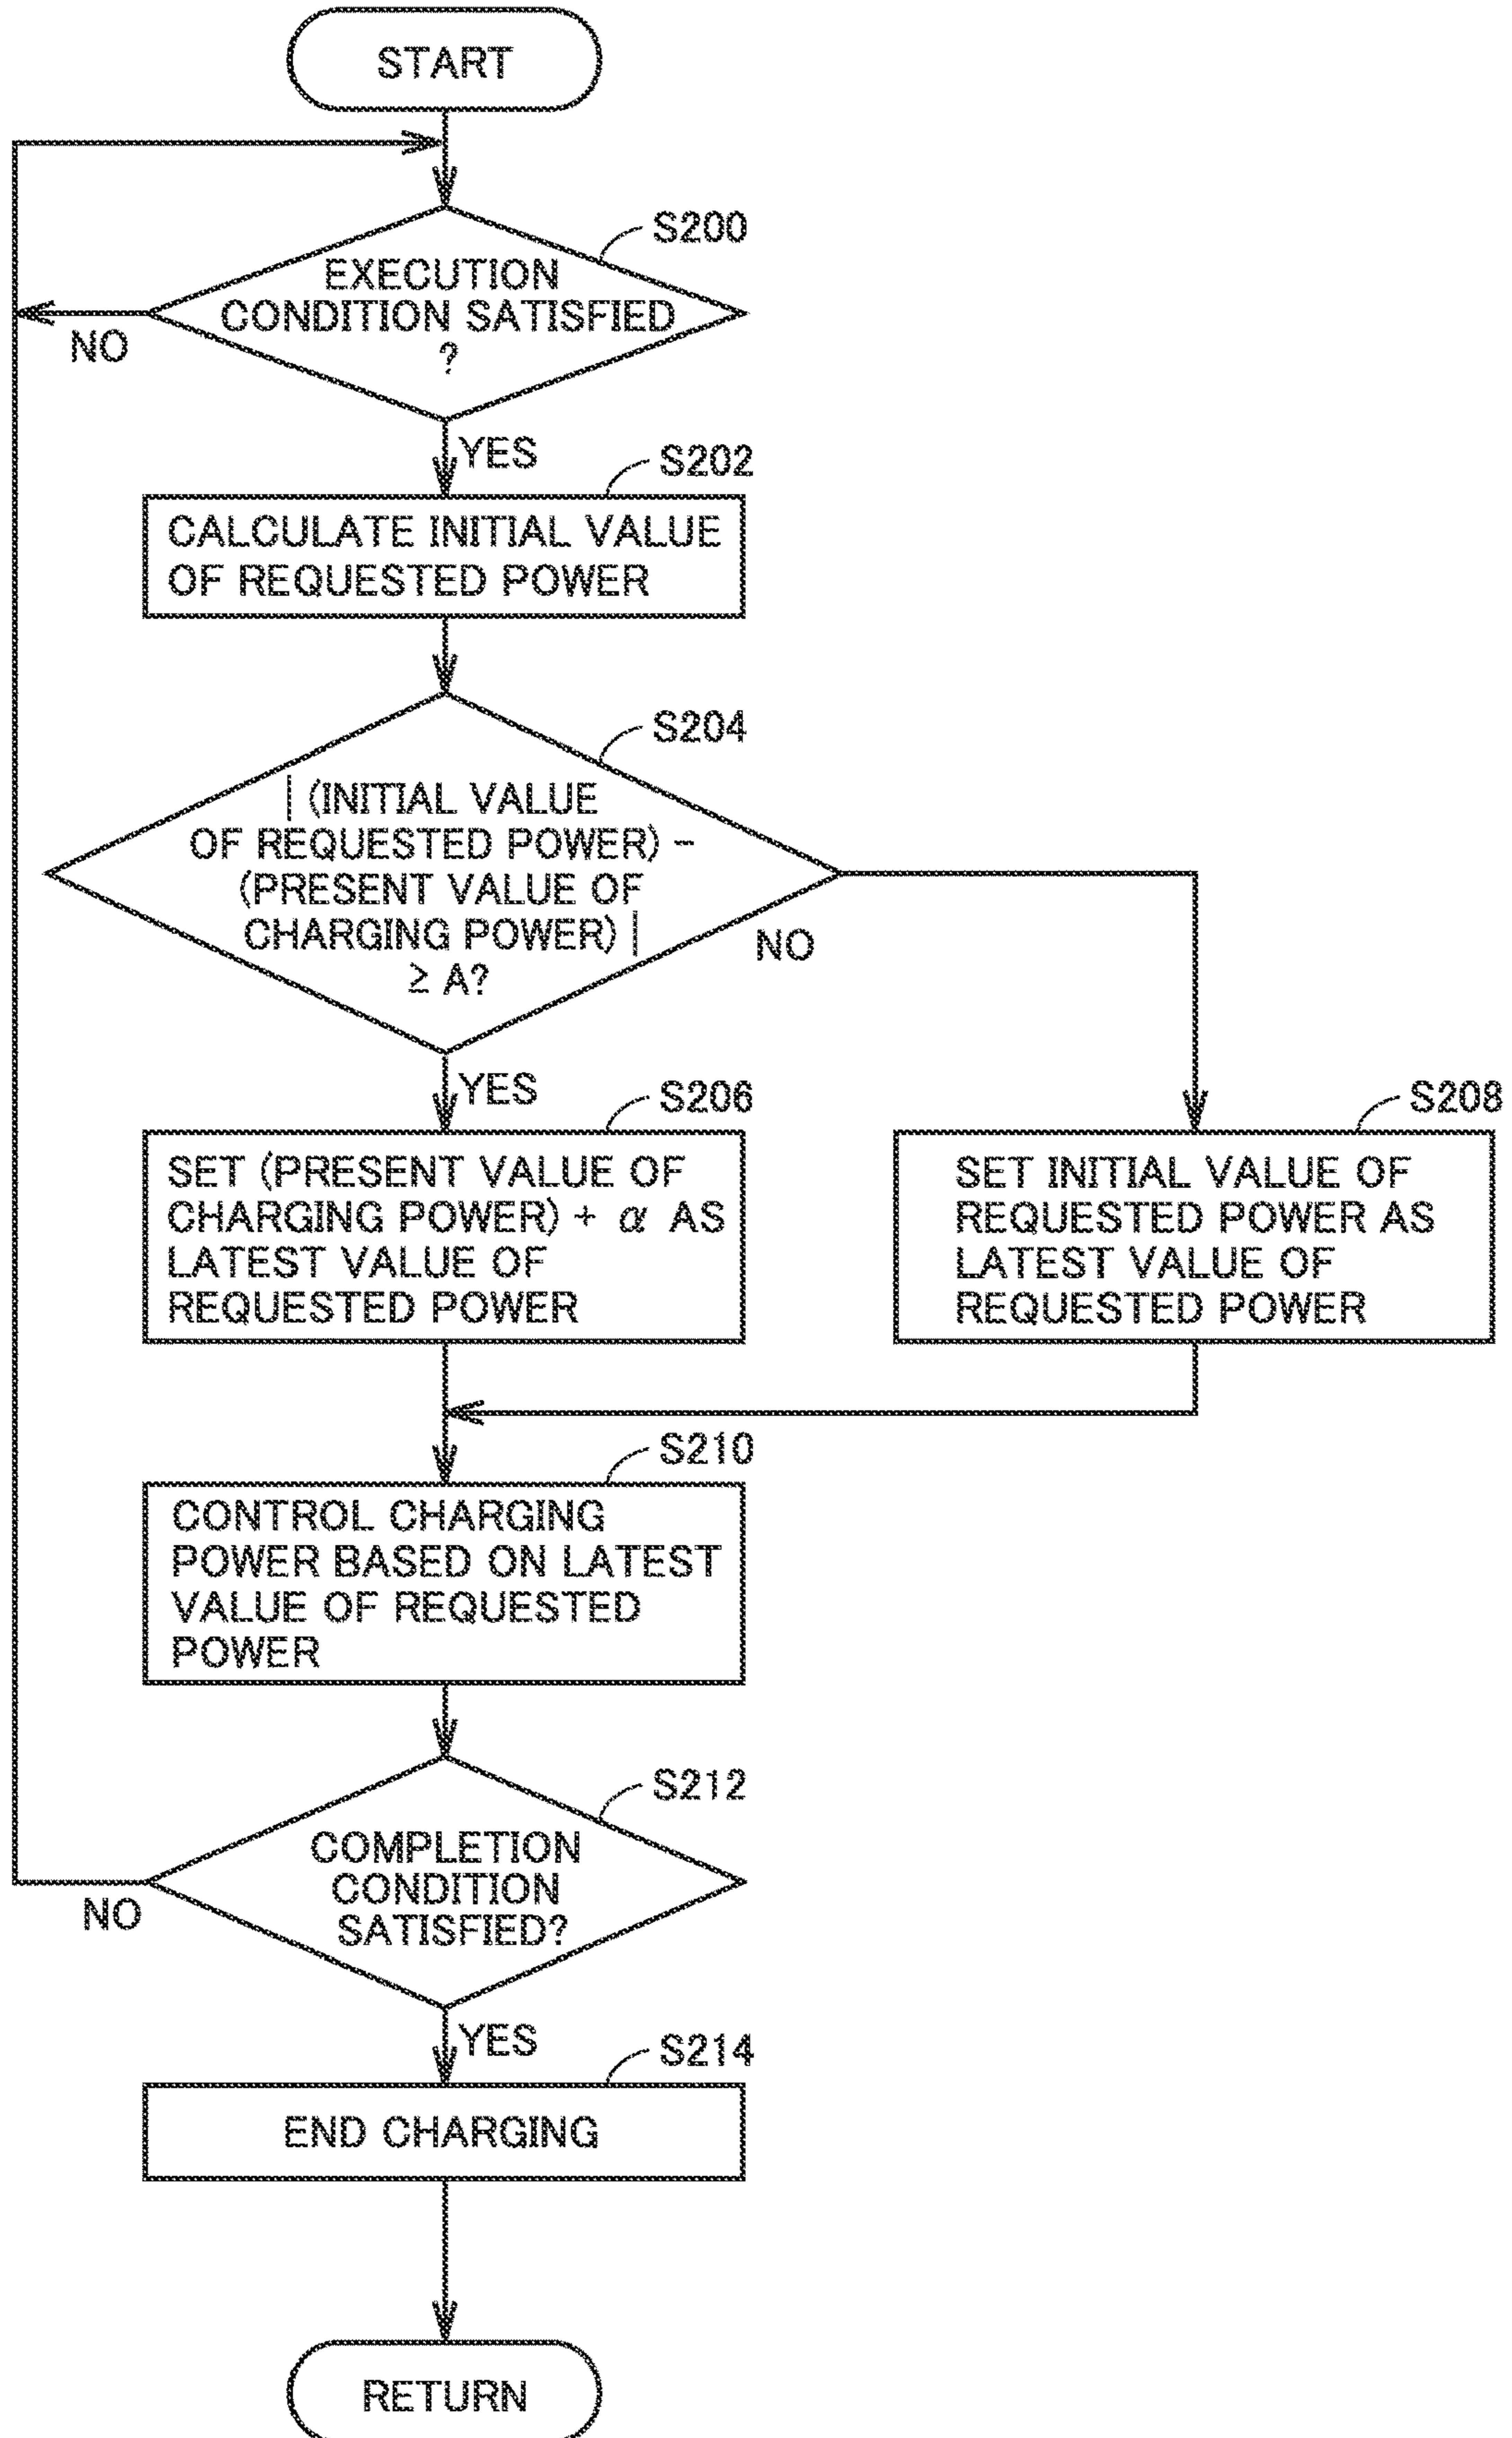 START
S200
EXECUTION
CONDITION SATISFIED
?
NO
YES
S202
CALCULATE INITIAL VALUE
OF REQUESTED POWER
S204
| (INITIAL VALUE
OF REQUESTED POWER) -
(PRESENT VALUE OF
CHARGING POWER) |
≥ A?
NO
YES
S206
SET (PRESENT VALUE OF
CHARGING POWER) + α AS
LATEST VALUE OF
REQUESTED POWER
S208
SET INITIAL VALUE OF
REQUESTED POWER AS
LATEST VALUE OF
REQUESTED POWER
S210
CONTROL CHARGING
POWER BASED ON LATEST
VALUE OF REQUESTED
POWER
S212
COMPLETION
CONDITION
SATISFIED?
NO
YES
S214
END CHARGING
RETURN